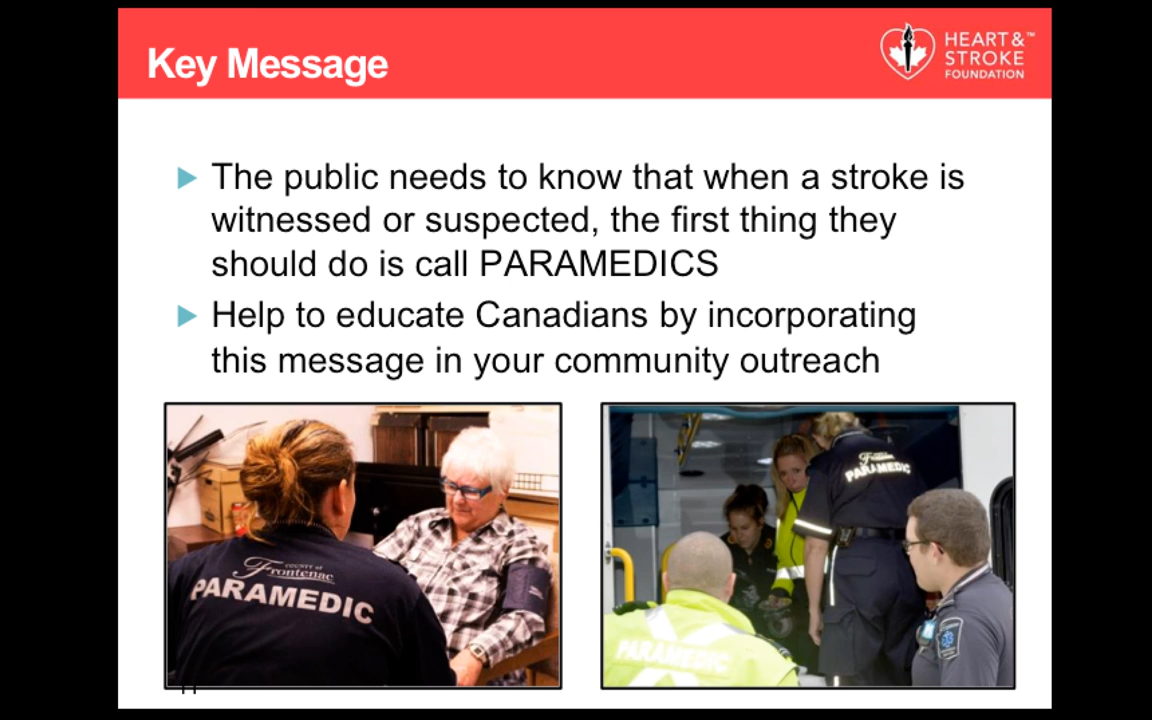 Key Message
HEART &™
STROKE
FOUNDATION
The public needs to know that when a stroke is
witnessed or suspected, the first thing they
should do is call PARAMEDICS
Help to educate Canadians by incorporating
this message in your community outreach
COUNTY of
Frontenac
PARAMEDIC
Frontenac
PARAMEDIC
PARAMEDIC